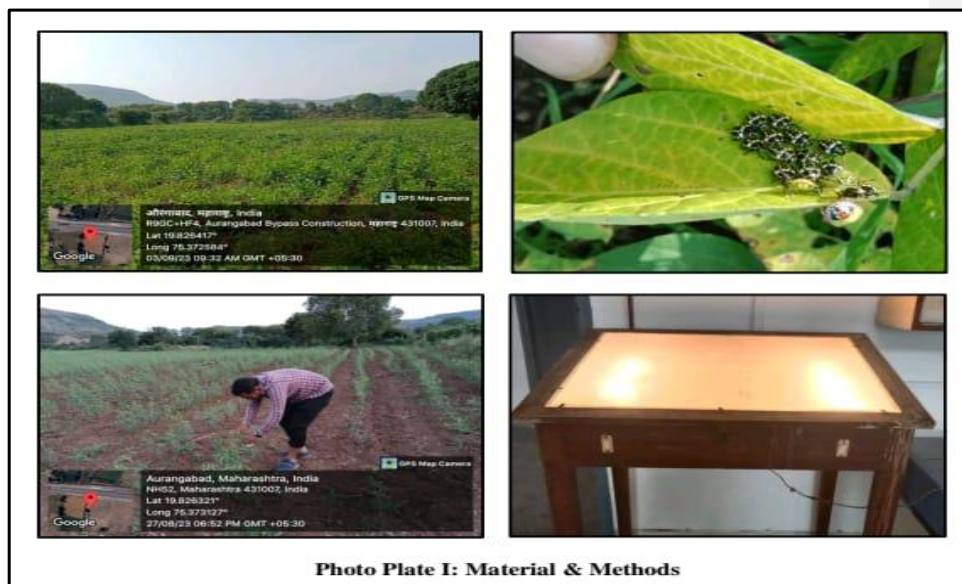 GPS Map Camera
औरंगाबाद, महाराष्ट्र, India
R9GC+HF4, Aurangabad Bypass Construction, महाराष्ट्र 431007, India
Lat 19.826417°
Long 75.372584°
03/09/23 09:32 AM GMT +05:30
Google
GPS Map Camera
Aurangabad, Maharashtra, India
NH52, Maharashtra 431007, India
Lat 19.826321°
Long 75.373127°
27/08/23 06:52 PM GMT +05:30
Google
Photo Plate I: Material & Methods